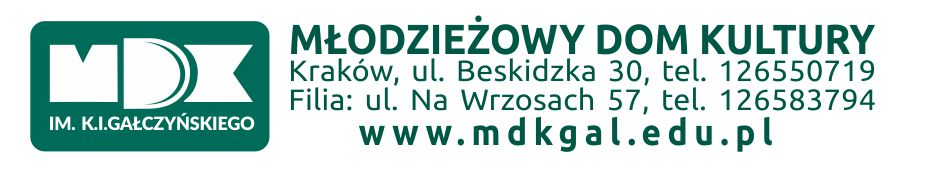 MDK
IM. K.I.GAŁCZYŃSKIEGO
MŁODZIEŻOWY DOM KULTURY
Kraków, ul. Beskidzka 30, tel. 126550719
Filia: ul. Na Wrzosach 57, tel. 126583794
www.mdkgal.edu.pl